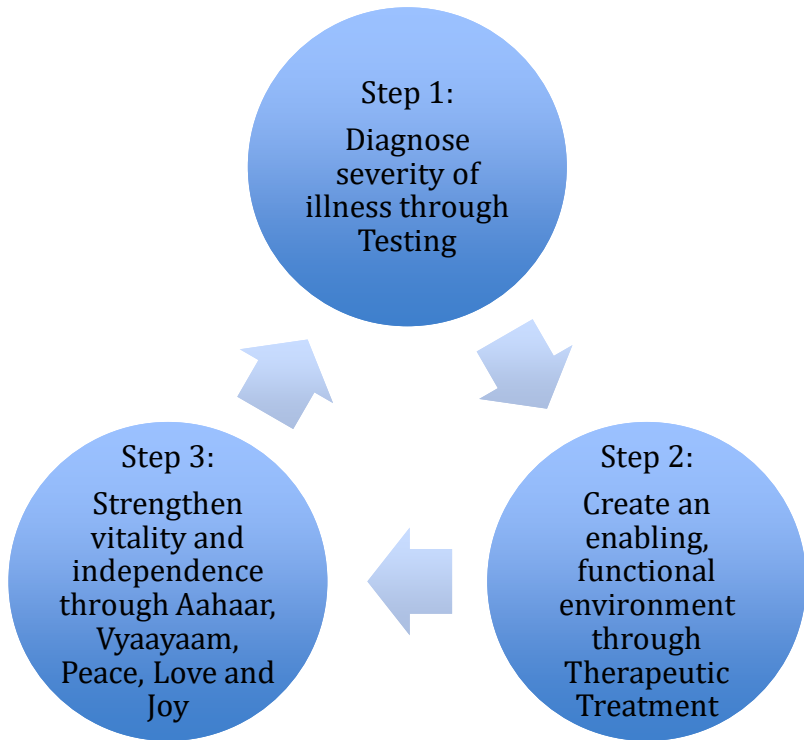 Step 1:
Diagnose
severity of
illness through
Testing
Step 2:
Create an
enabling,
functional
environment
through
Therapeutic
Treatment
Step 3:
Strengthen
vitality and
independence
through Aahaar,
Vyaayaam,
Peace, Love and
Joy